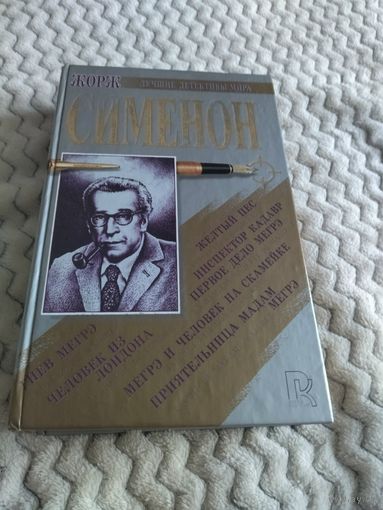 ЖОРЖ
ЛУЧШИЕ ДЕТЕКТИВЫ МИРА
СИМЕНОН
ЖЕЛТЫЙ ПЕС
ИНСПЕКТОР КАДАВР
ПЕРВОЕ ДЕЛО МЕГРЭ
МЕГРЭ И ЧЕЛОВЕК НА СКАМЕЙКЕ
ПРИЯТЕЛЬНИЦА МАДАМ
МЕГРЭ
ГНЕВ МЕГРЭ
ЧЕЛОВЕК ИЗ
ЛОНДОНА